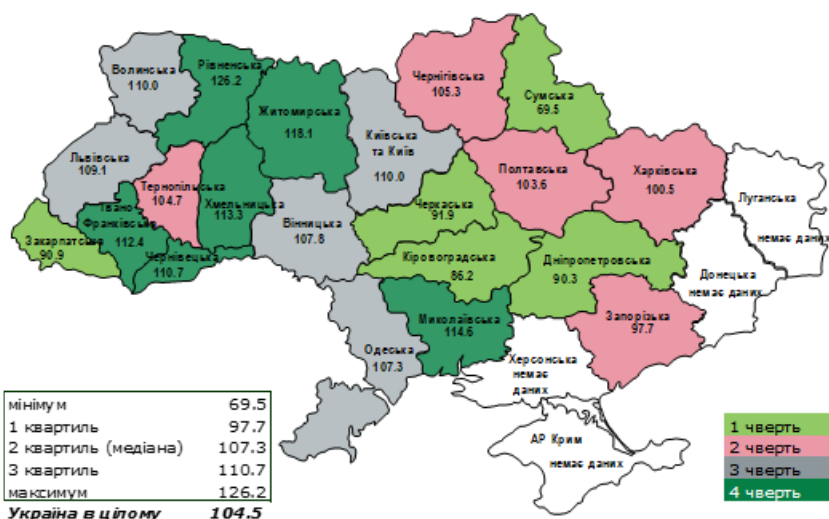 Волинська
110.0
Рівненська
126.2
Житомирська
118.1
Київська
та Київ
110.0
Чернігівська
105.3
Сумська
69.5
Львівська
109.1
Тернопільська
104.7
Хмельницька
113.3
Вінницька
107.8
Черкаська
91.9
Полтавська
103.6
Харківська
100.5
Луганська
немає даних
Закарпатська
90.9
Івано
Франківська
112.4
Чернівецька
110.7
Кіровоградська
86.2
Дніпропетровська
90.3
Донецька
немає даних
Одеська
107.3
Миколаївська
114.6
Запорізька
97.7
Херсонська
немає
даних
АР Крим
немає даних
мінімум 69.5
1 квартиль 97.7
2 квартиль (медіана) 107.3
3 квартиль 110.7
максимум 126.2
Україна в цілому 104.5
1 чверть
2 чверть
3 чверть
4 чверть